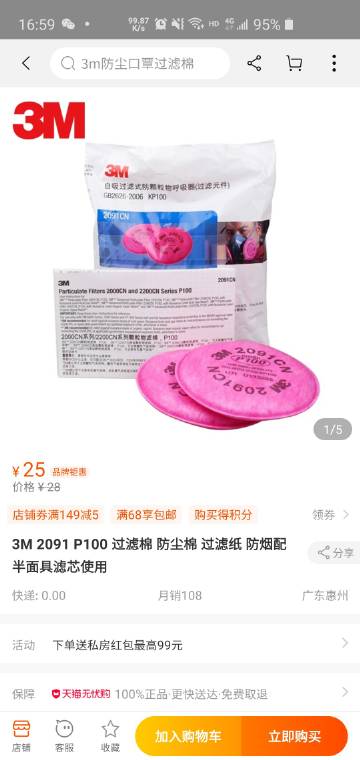 16:59
99.87 K/s
HD
4G
95%
3m防尘口罩过滤棉
3M
3M
自吸过滤式防颗粒物呼吸器(过滤元件)
GB2626-2006 KP100
2091CN
3M
2091CN
Particulate Filters 2000CN and 2200CN Series P100
2000CN系列/2200CN系列颗粒物滤棉, P100
2091CN
P100
3M
2091CN
P100
3M
1/5
¥25 品牌钜惠
价格 ¥28
店铺券满149减5 满68享包邮 购买得积分 领券
3M 2091 P100 过滤棉 防尘棉 过滤纸 防烟配
半面具滤芯使用
分享
快递: 0.00 月销108 广东惠州
活动 下单送私房红包最高99元
保障 天猫无忧购 100%正品·更快送达·免费取退
店铺 客服 收藏 加入购物车 立即购买